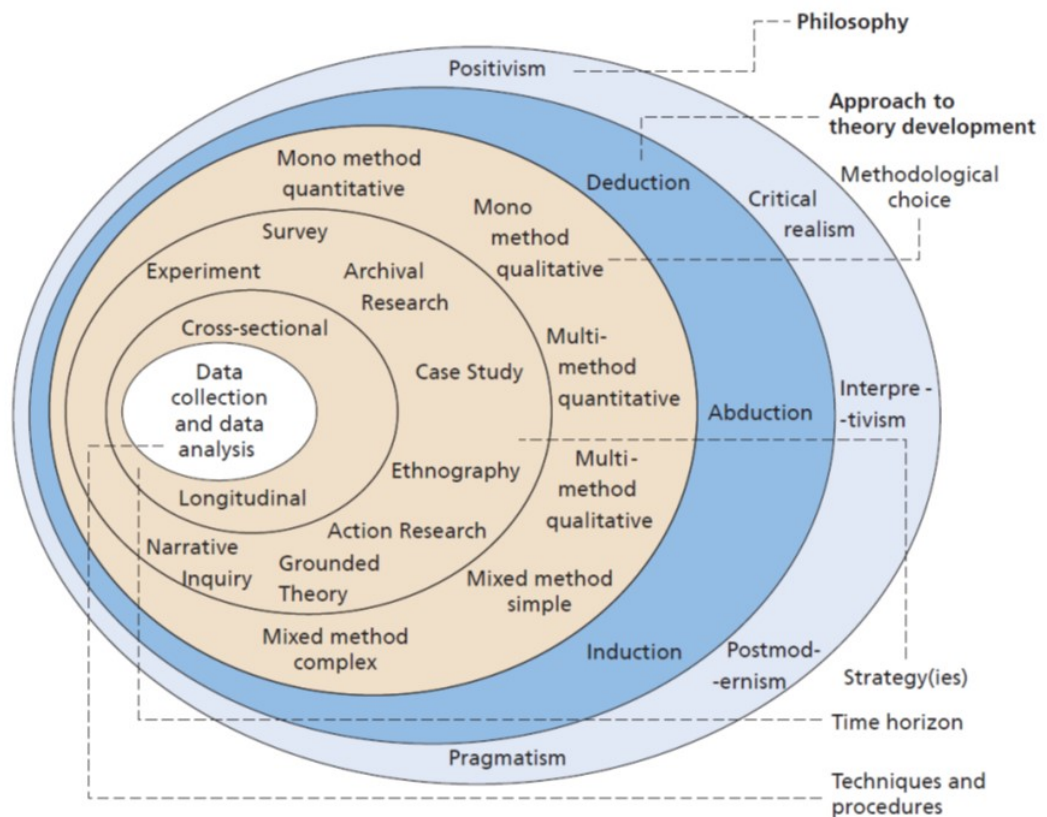 Philosophy
Positivism
Approach to
theory development
Mono method
quantitative
Deduction
Methodological
choice
Critical
realism
Mono
method
qualitative
Survey
Experiment
Archival
Research
Cross-sectional
Multi-
method
quantitative
Data
collection
and data
analysis
Case Study
Abduction
Interpre -
-tivism
Ethnography
Multi-
method
qualitative
Longitudinal
Action Research
Narrative
Inquiry
Grounded
Theory
Mixed method
simple
Mixed method
complex
Induction
Postmod-
-ernism
Strategy(ies)
Time horizon
Pragmatism
Techniques and
procedures